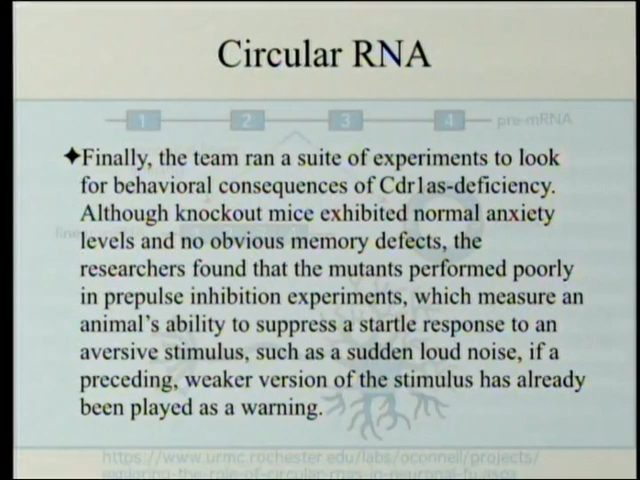 Circular RNA
1 2 3 4 pre-mRNA
✦Finally, the team ran a suite of experiments to look
for behavioral consequences of Cdr1as-deficiency.
Although knockout mice exhibited normal anxiety
levels and no obvious memory defects, the
researchers found that the mutants performed poorly
in prepulse inhibition experiments, which measure an
animal's ability to suppress a startle response to an
aversive stimulus, such as a sudden loud noise, if a
preceding, weaker version of the stimulus has already
been played as a warning.
https://www.urmc.rochester.edu/labs/oconnell/projects/